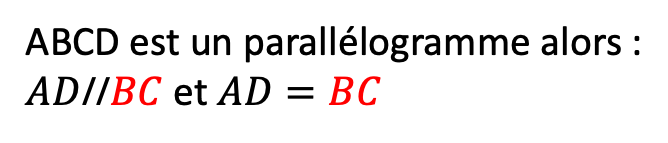 ABCD est un parallélogramme alors :
AD//BC et AD = BC